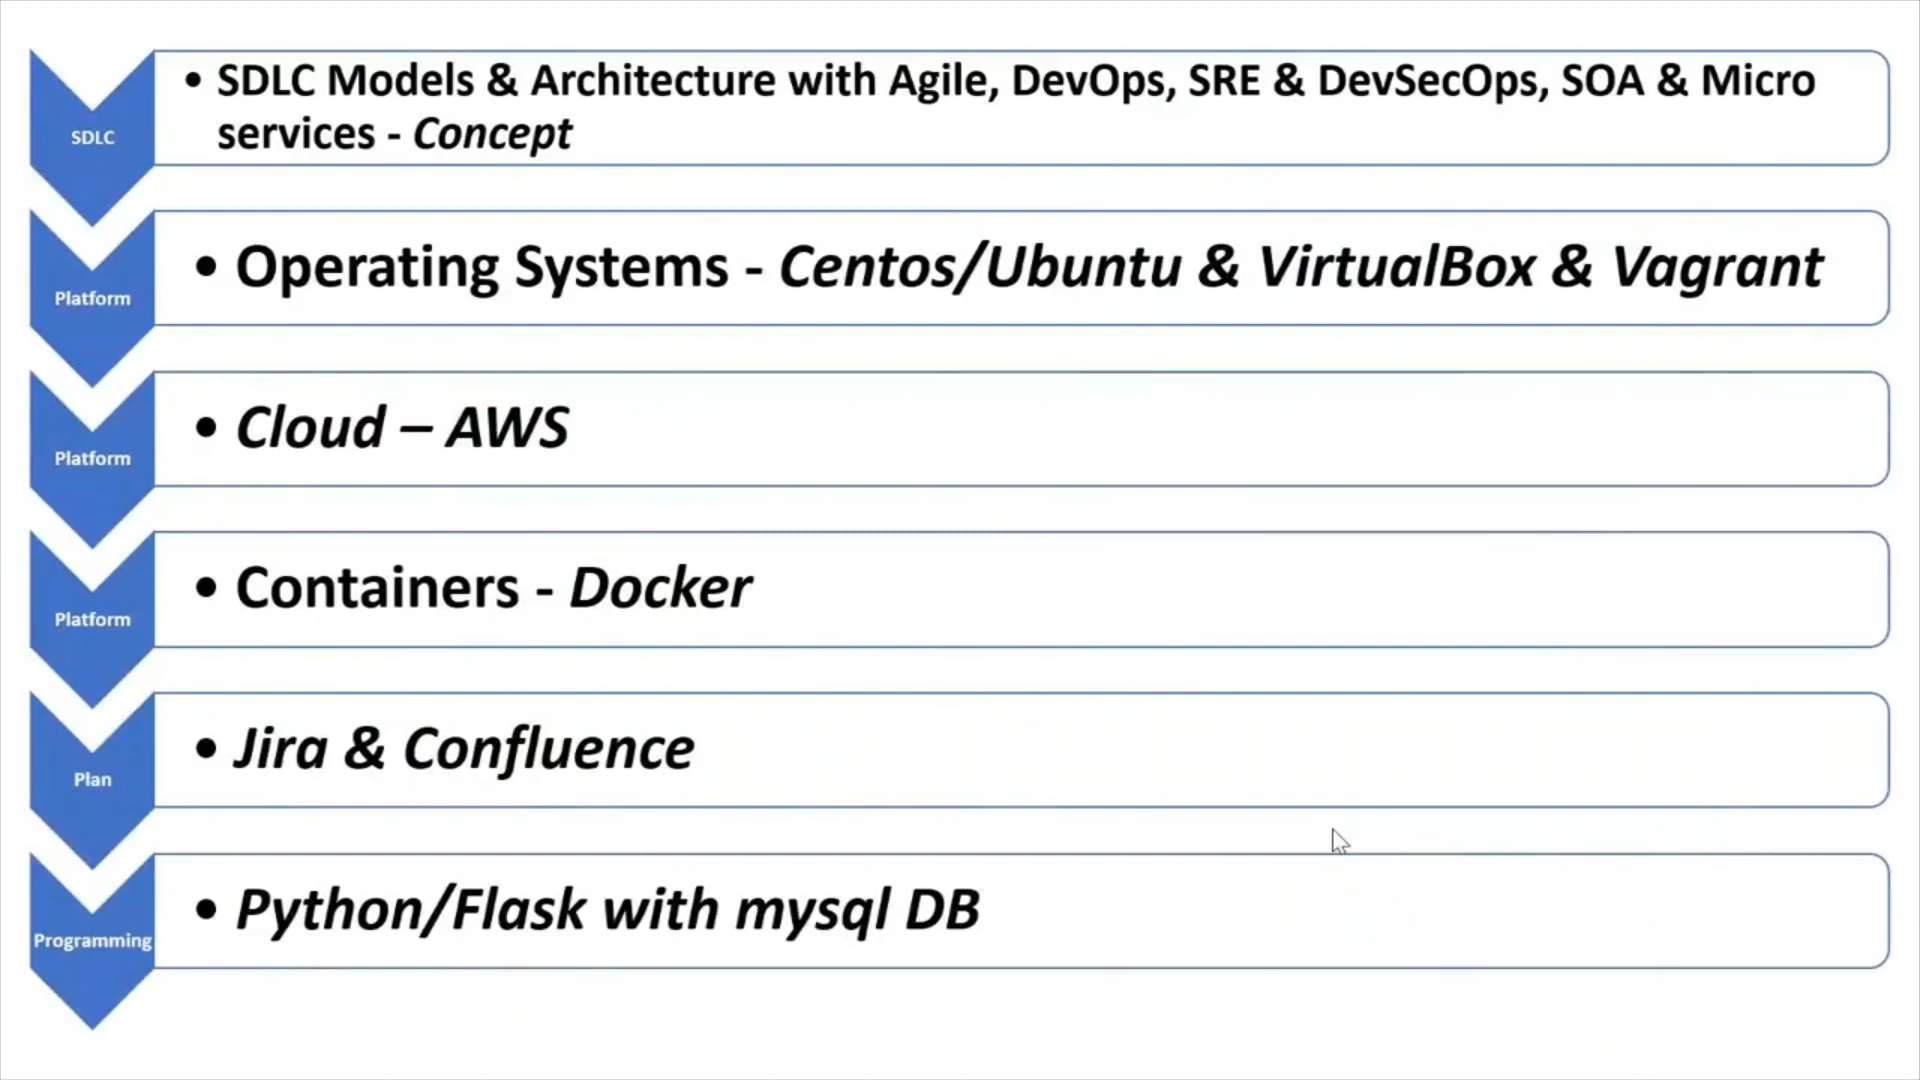 SDLC
• SDLC Models & Architecture with Agile, DevOps, SRE & DevSecOps, SOA & Micro
services - Concept
Platform
• Operating Systems - Centos/Ubuntu & VirtualBox & Vagrant
Platform
• Cloud – AWS
Platform
• Containers - Docker
Plan
• Jira & Confluence
Programming
• Python/Flask with mysql DB